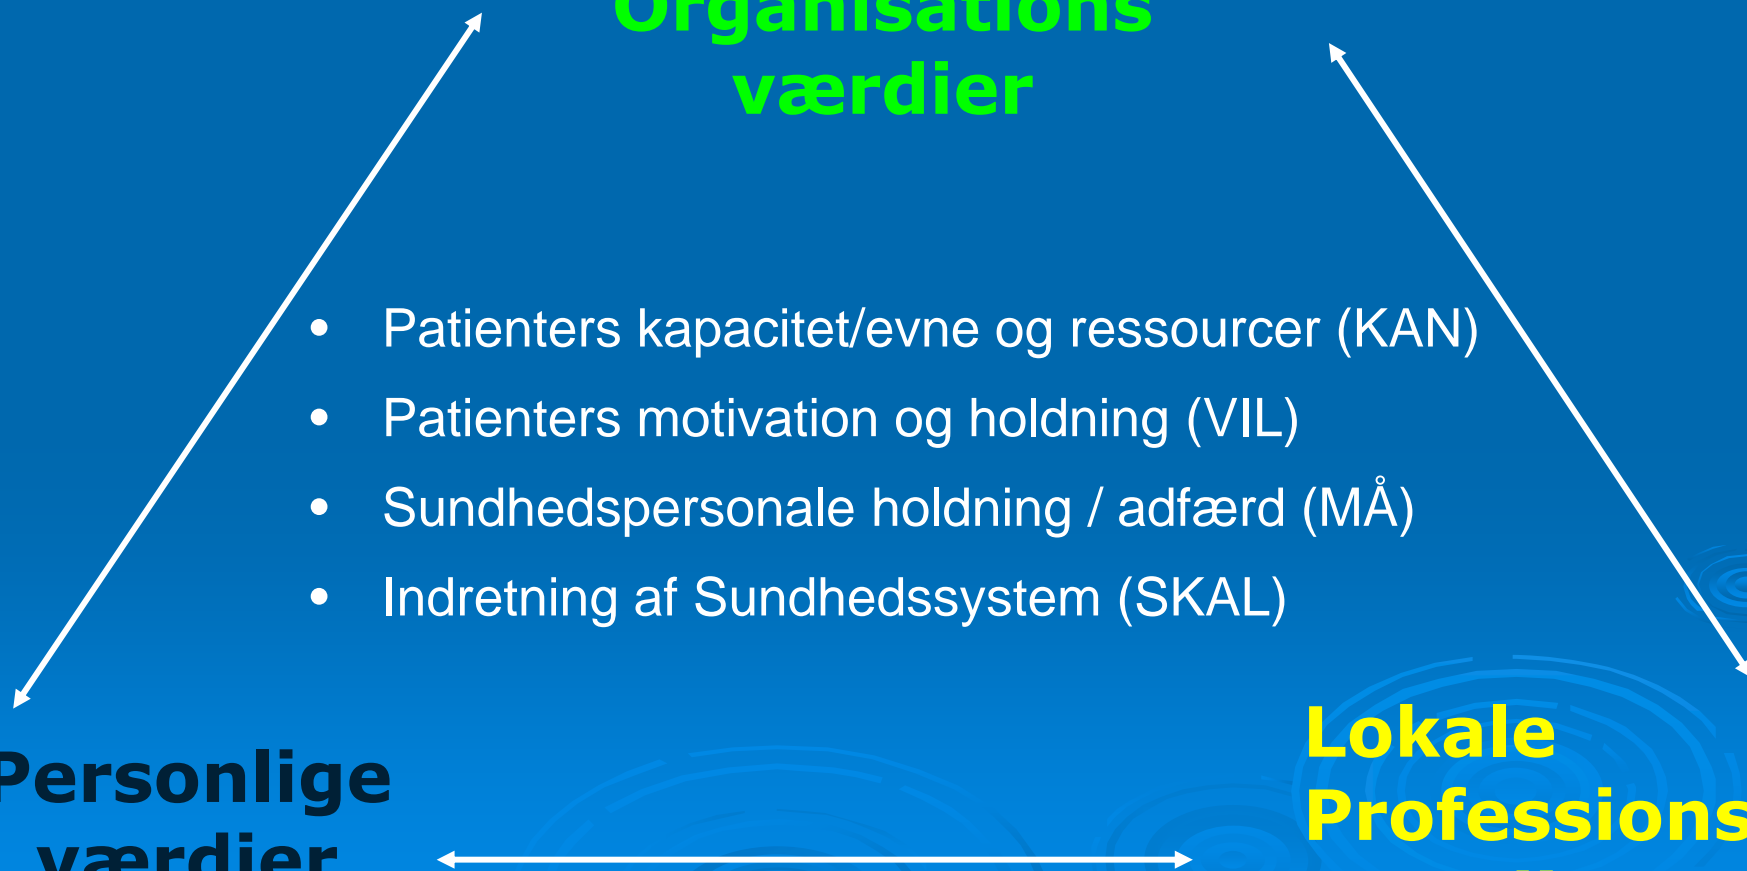 Organisations
værdier
• Patienters kapacitet/evne og ressourcer (KAN)
• Patienters motivation og holdning (VIL)
• Sundhedspersonale holdning / adfærd (MÅ)
• Indretning af Sundhedssystem (SKAL)
Personlige
værdier
Lokale
Professions